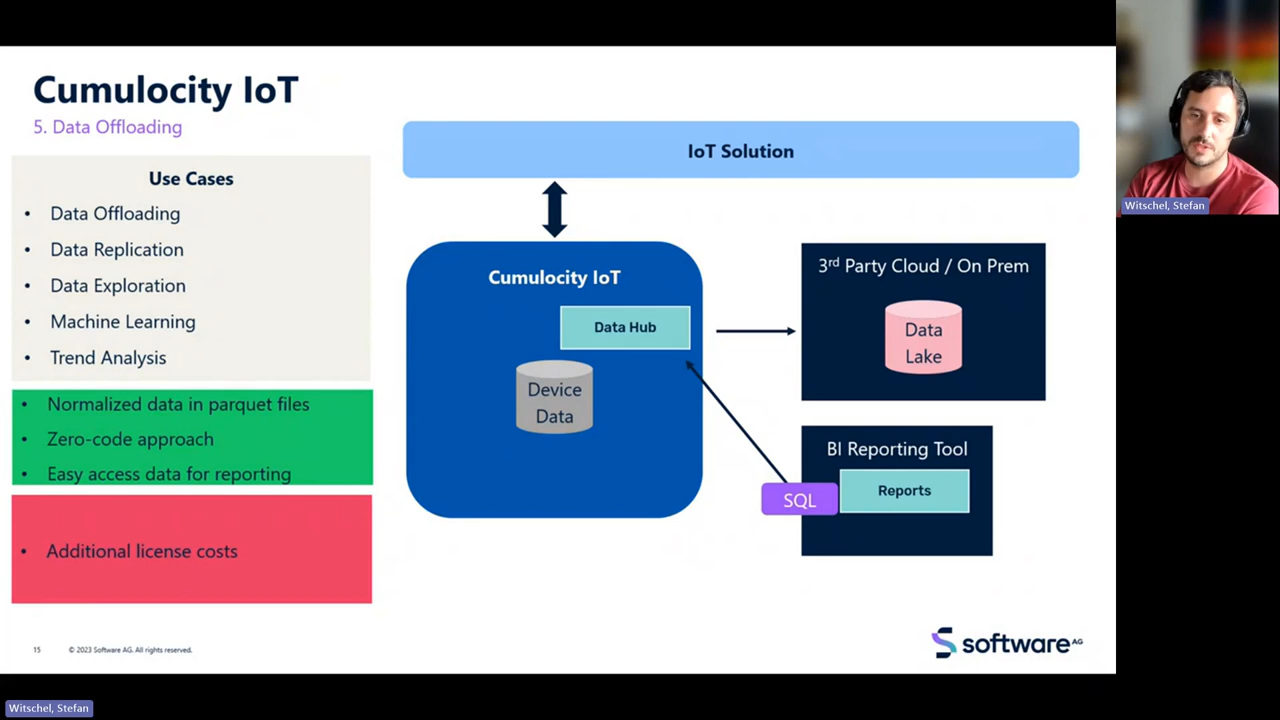 Cumulocity IoT
5. Data Offloading
Use Cases
• Data Offloading
• Data Replication
• Data Exploration
• Machine Learning
• Trend Analysis
• Normalized data in parquet files
• Zero-code approach
• Easy access data for reporting
• Additional license costs
IoT Solution
Cumulocity IoT
Data Hub
Device
Data
3rd Party Cloud / On Prem
Data
Lake
BI Reporting Tool
SQL
Reports
15
© 2023 Software AG. All rights reserved.
software AG
Witschel, Stefan
Witschel, Stefan